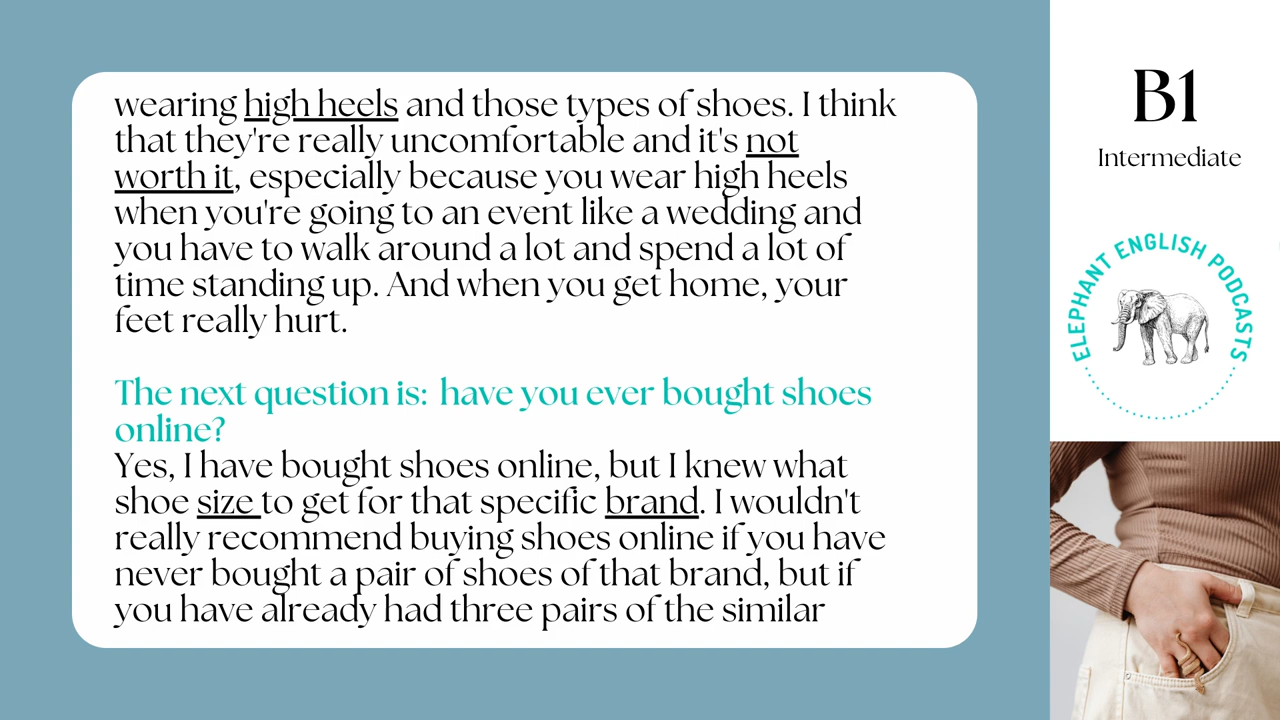 wearing high heels and those types of shoes. I think
that they're really uncomfortable and it's not
worth it, especially because you wear high heels
when you're going to an event like a wedding and
you have to walk around a lot and spend a lot of
time standing up. And when you get home, your
feet really hurt.
The next question is: have you ever bought shoes
online?
Yes, I have bought shoes online, but I knew what
shoe size to get for that specific brand. I wouldn't
really recommend buying shoes online if you have
never bought a pair of shoes of that brand, but if
you have already had three pairs of the similar
B1
Intermediate
ELEPHANT ENGLISH PODCASTS